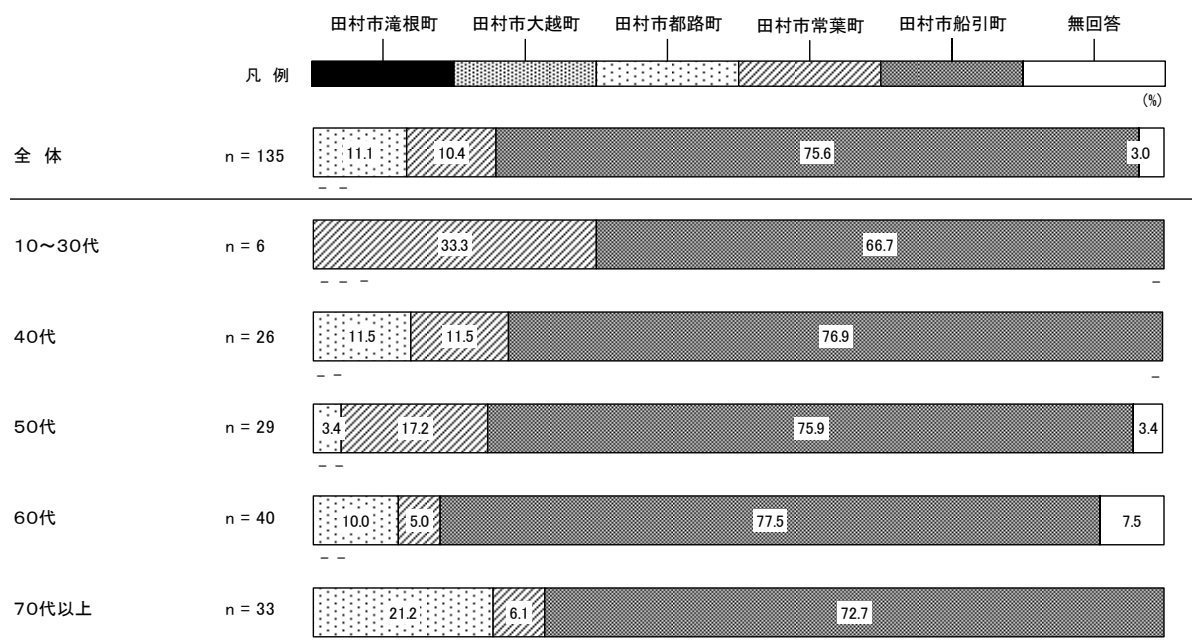 田村市滝根町 田村市大越町 田村市都路町 田村市常葉町 田村市船引町 無回答
凡 例
(%)
全 体 n = 135 11.1 10.4 75.6 3.0
– –
10～30代 n = 6 33.3 66.7
– – – –
40代 n = 26 11.5 11.5 76.9
– – –
50代 n = 29 3.4 17.2 75.9 3.4
– –
60代 n = 40 10.0 5.0 77.5 7.5
– –
70代以上 n = 33 21.2 6.1 72.7